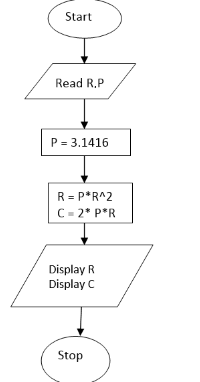 Start
Read R,P
P = 3.1416
R = P*R^2
C = 2* P*R
Display R
Display C
Stop